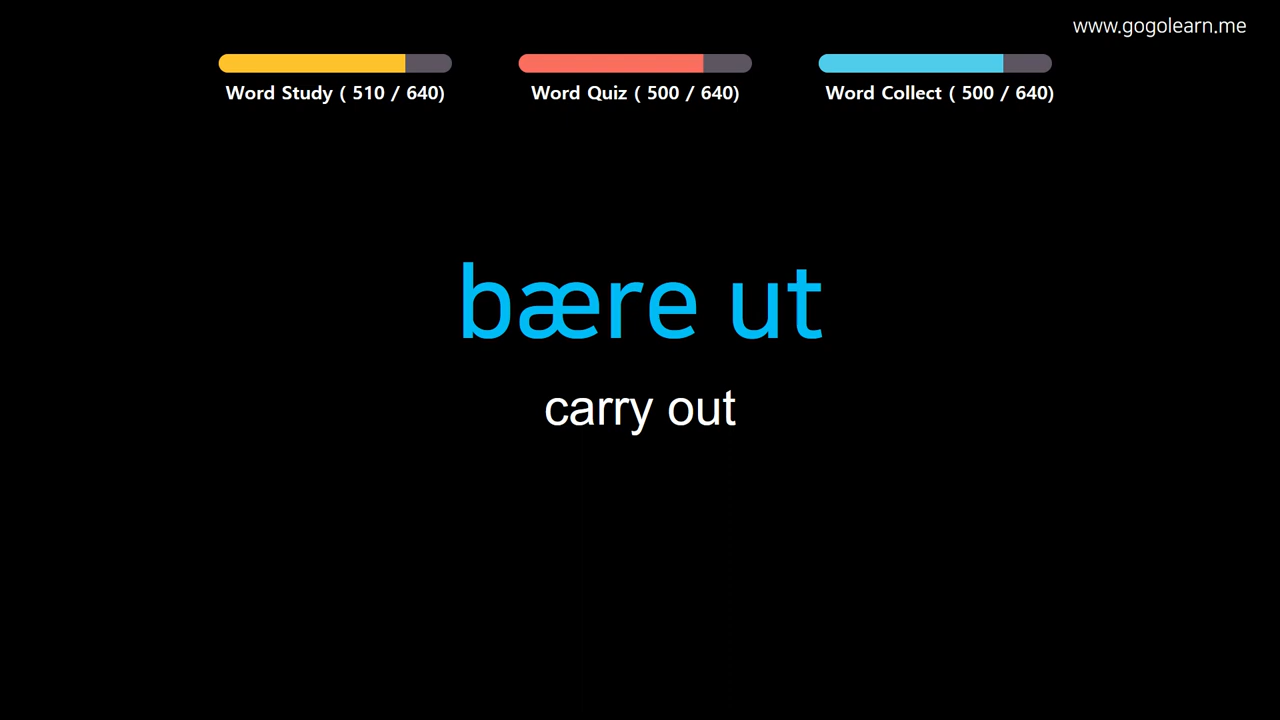 www.gogolearn.me
Word Study ( 510 / 640)
Word Quiz ( 500 / 640)
Word Collect ( 500 / 640)
bære ut
carry out